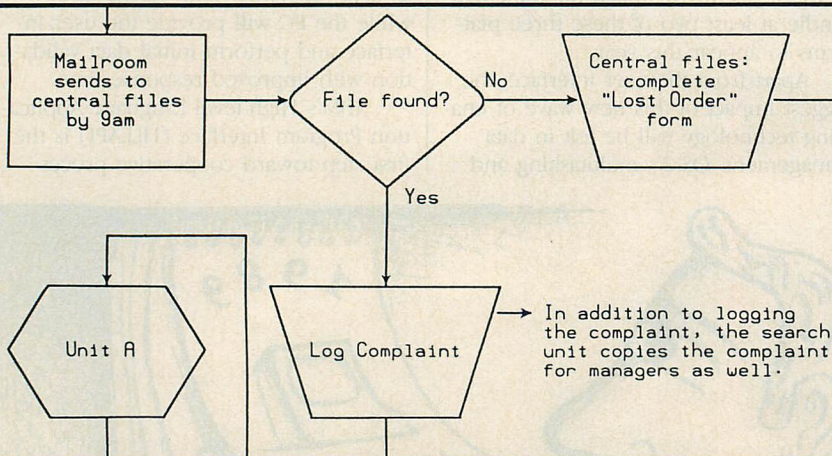 Mailroom
sends to
central files
by 9am
File found?
No
Central files:
complete
"Lost Order"
form
Yes
Unit A
Log Complaint
In addition to logging
the complaint, the search
unit copies the complaint
for managers as well.